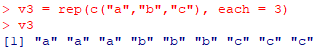 > v3 = rep(c("a","b","c"), each = 3)
> v3
[1] "a" "a" "a" "b" "b" "b" "c" "c" "c"